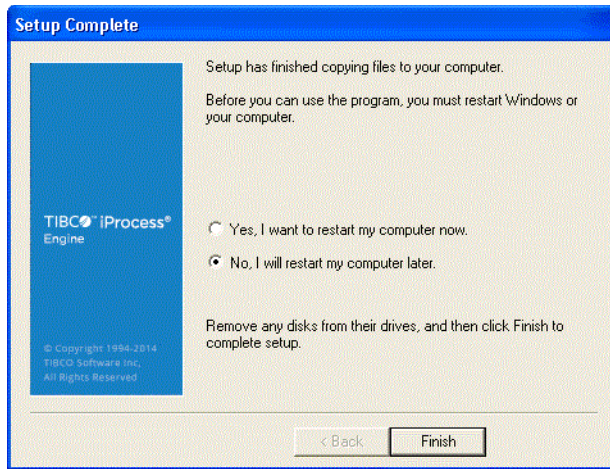 Setup Complete
Setup has finished copying files to your computer.
Before you can use the program, you must restart Windows or
your computer.
TIBCO™ iProcess®
Engine
Yes, I want to restart my computer now.
No, I will restart my computer later.
Remove any disks from their drives, and then click Finish to
complete setup.
© Copyright 1994-2014
TIBCO Software Inc,
All Rights Reserved
< Back
Finish